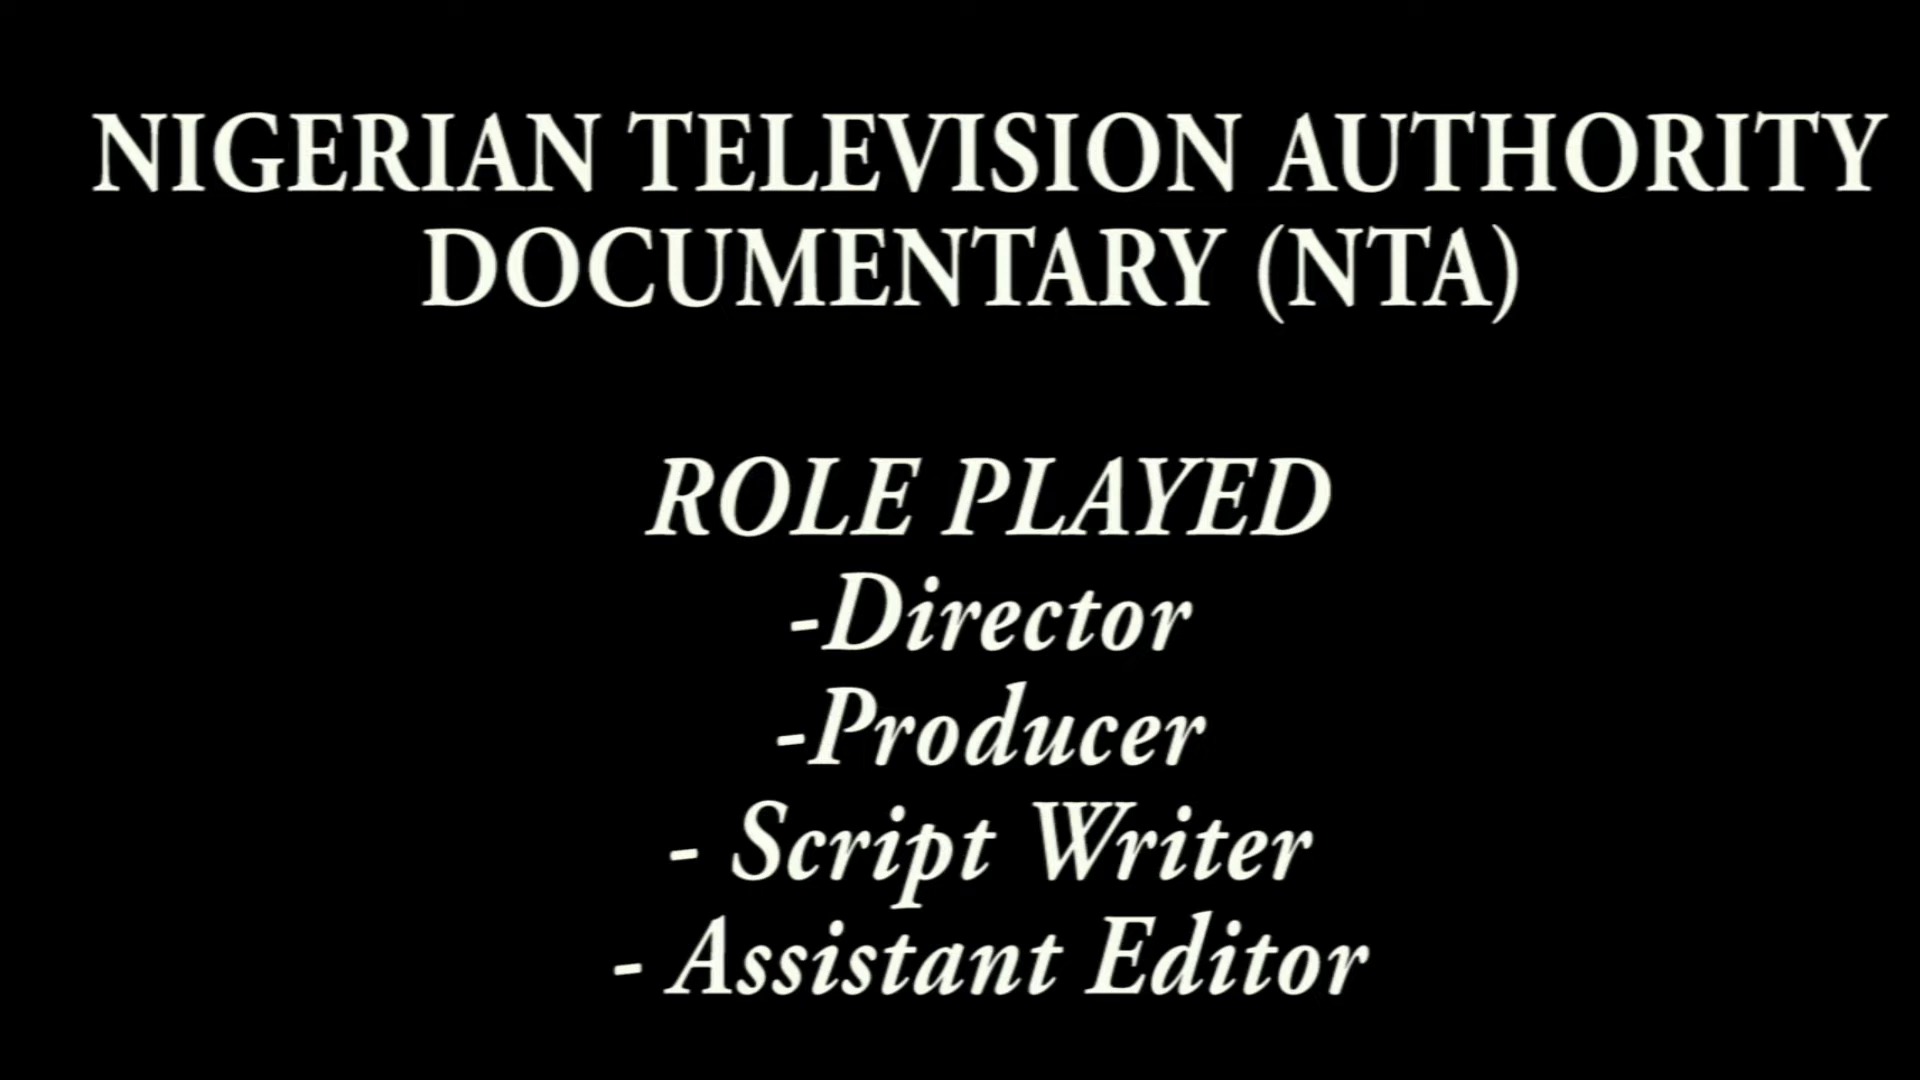 NIGERIAN TELEVISION AUTHORITY
DOCUMENTARY (NTA)
ROLE PLAYED
-Director
-Producer
- Script Writer
- Assistant Editor